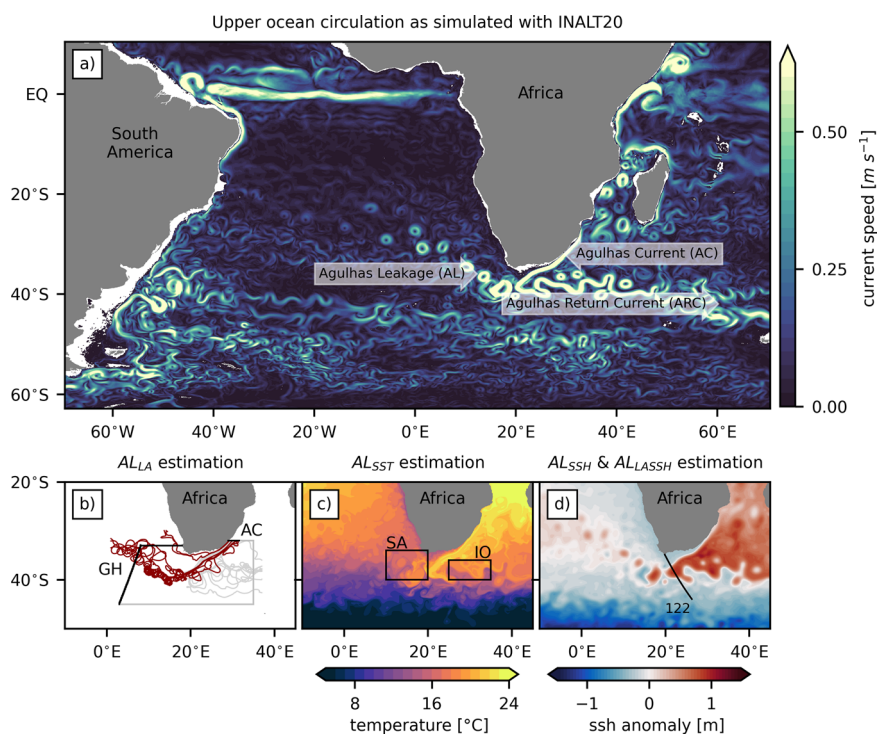 Upper ocean circulation as simulated with INALT20
a)
EQ
20°S
40°S
60°S
South
America
Africa
Agulhas Current (AC)
Agulhas Leakage (AL)
Agulhas Return Current (ARC)
60°W
40°W
20°W
0°E
20°E
40°E
60°E
0.50
0.25
0.00
current speed [m s⁻¹]
AL_LA estimation
b)
Africa
AC
GH
20°S
40°S
0°E
20°E
40°E
AL_SST estimation
c)
Africa
SA
IO
0°E
20°E
40°E
8
16
24
temperature [°C]
AL_SSH & AL_LASSH estimation
d)
Africa
122
0°E
20°E
40°E
−1
0
1
ssh anomaly [m]